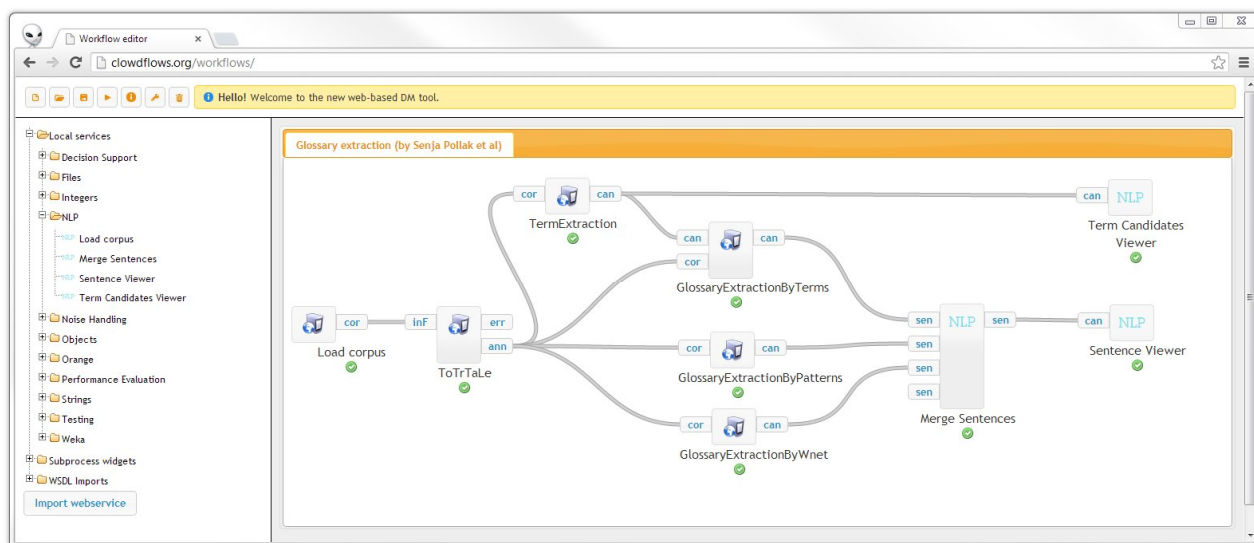 Workflow editor
clowdflows.org/workflows/
Hello! Welcome to the new web-based DM tool.
Local services
Decision Support
Files
Integers
NLP
NLP Load corpus
NLP Merge Sentences
NLP Sentence Viewer
NLP Term Candidates Viewer
Noise Handling
Objects
Orange
Performance Evaluation
Strings
Testing
Weka
Subprocess widgets
WSDL Imports
Import webservice
Glossary extraction (by Senja Pollak et al)
cor can
TermExtraction
can NLP
Term Candidates
Viewer
can can
cor
GlossaryExtractionByTerms
cor
Load corpus
inF err
ann
ToTrTaLe
cor can
GlossaryExtractionByPatterns
cor can
GlossaryExtractionByWnet
sen NLP sen
sen
sen
sen
Merge Sentences
can NLP
Sentence Viewer